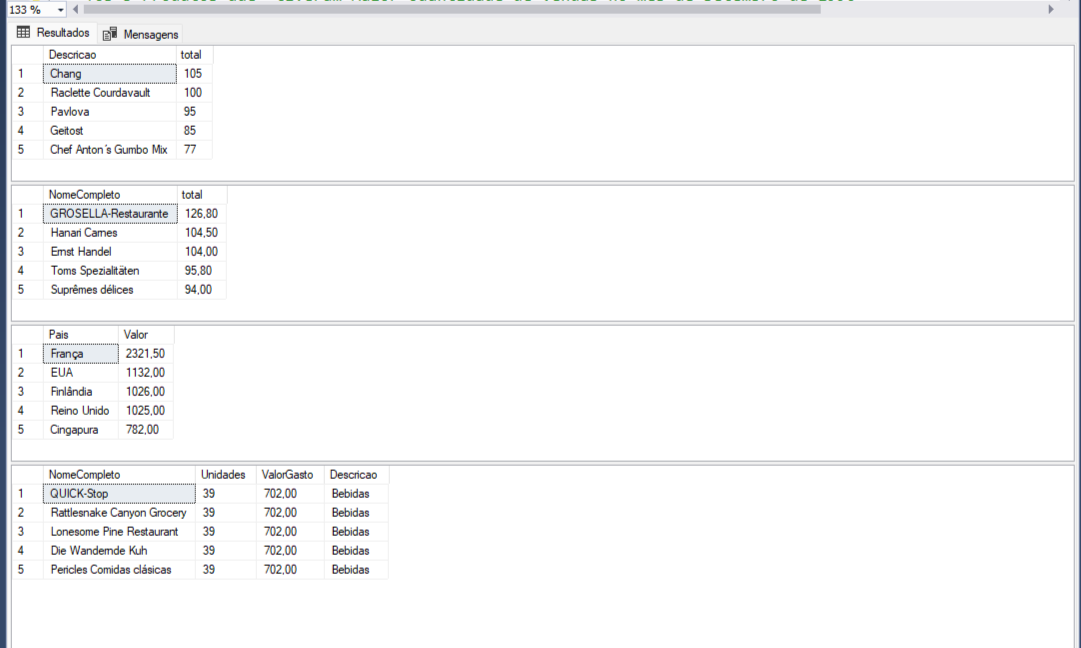 133 %
Resultados Mensagens
Descricao total
1 Chang 105
2 Raclette Courdavault 100
3 Pavlova 95
4 Geitost 85
5 Chef Anton´s Gumbo Mix 77
NomeCompleto total
1 GROSELLA-Restaurante 126,80
2 Hanari Carnes 104,50
3 Ernst Handel 104,00
4 Toms Spezialitäten 95,80
5 Suprêmes délices 94,00
Pais Valor
1 França 2321,50
2 EUA 1132,00
3 Finlândia 1026,00
4 Reino Unido 1025,00
5 Cingapura 782,00
NomeCompleto Unidades ValorGasto Descricao
1 QUICK-Stop 39 702,00 Bebidas
2 Rattlesnake Canyon Grocery 39 702,00 Bebidas
3 Lonesome Pine Restaurant 39 702,00 Bebidas
4 Die Wandernde Kuh 39 702,00 Bebidas
5 Pericles Comidas clásicas 39 702,00 Bebidas